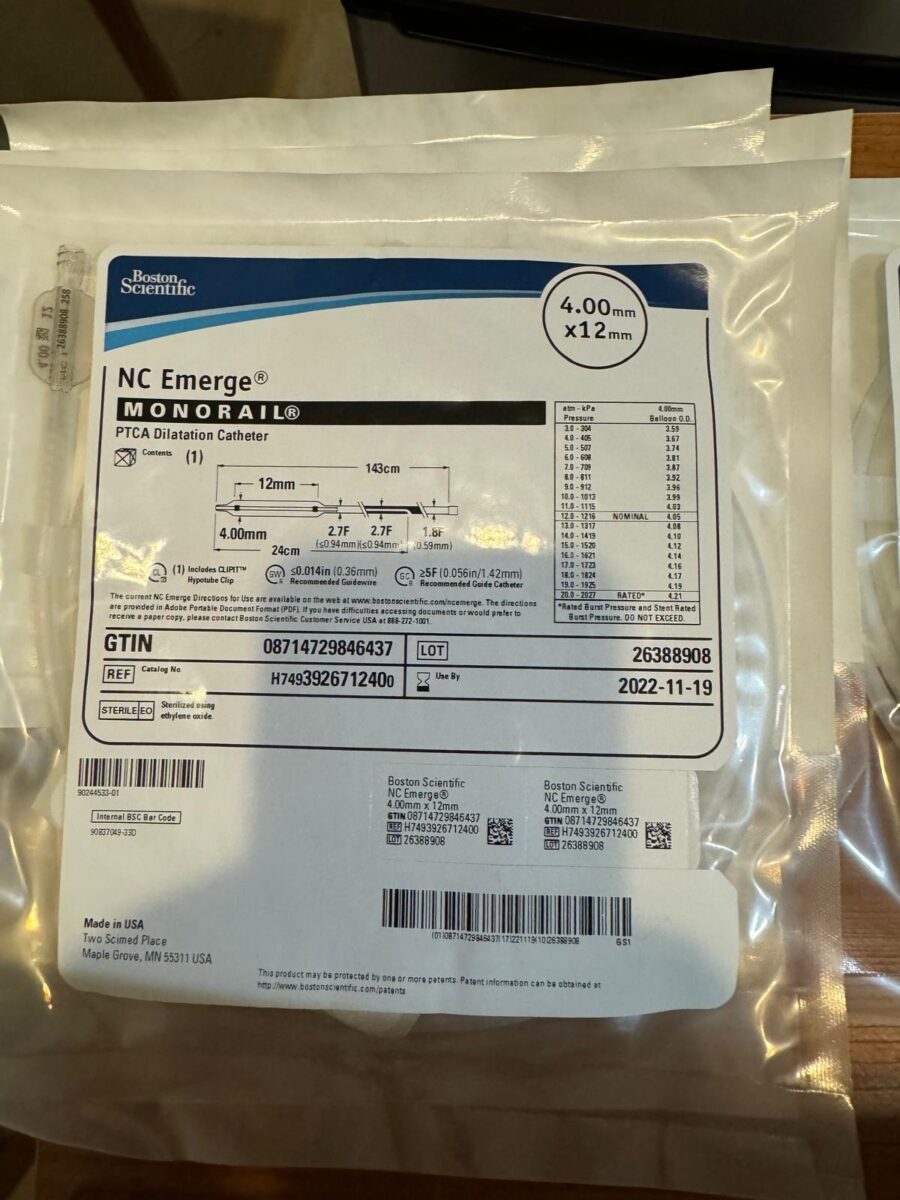 Boston
Scientific
4.00mm
x12mm
NC Emerge®
MONORAIL®
PTCA Dilatation Catheter
Contents (1)
143cm
12mm
4.00mm
2.7F 2.7F 1.8F
(≤0.94mm)(≤0.94mm (0.59mm)
24cm
CL (1) Includes CLIPIT™
Hypotube Clip
GW ≤0.014in (0.36mm)
Recommended Guidewire
GC ≥5F (0.056in/1.42mm)
Recommended Guide Catheter
atm - kPa 4.00mm
Pressure Balloon O.D.
3.0 - 304 3.59
4.0 - 405 3.67
5.0 - 507 3.74
6.0 - 608 3.81
7.0 - 709 3.87
8.0 - 811 3.92
9.0 - 912 3.96
10.0 - 1013 3.99
11.0 - 1115 4.03
12.0 - 1216 NOMINAL 4.05
13.0 - 1317 4.08
14.0 - 1419 4.10
15.0 - 1520 4.12
16.0 - 1621 4.14
17.0 - 1723 4.16
18.0 - 1824 4.17
19.0 - 1925 4.19
20.0 - 2027 RATED* 4.21
*Rated Burst Pressure and Stent Rated
Burst Pressure. DO NOT EXCEED.
The current NC Emerge Directions for Use are available on the web at www.bostonscientific.com/ncemerge. The directions
are provided in Adobe Portable Document Format (PDF). If you have difficulties accessing documents or would prefer to
receive a paper copy, please contact Boston Scientific Customer Service USA at 888-272-1001.
GTIN 08714729846437
LOT 26388908
REF Catalog No. H7493926712400
Use By 2022-11-19
STERILE EO Sterilized using
ethylene oxide.
90244533-01
Internal BSC Bar Code
90837049-33D
Boston Scientific
NC Emerge®
4.00mm x 12mm
GTIN 08714729846437
REF H7493926712400
LOT 26388908
Boston Scientific
NC Emerge®
4.00mm x 12mm
GTIN 08714729846437
REF H7493926712400
LOT 26388908
(01)08714729846437(17)221119(10)26388908 GS1
Made in USA
Two Scimed Place
Maple Grove, MN 55311 USA
This product may be protected by one or more patents. Patent information can be obtained at
http://www.bostonscientific.com/patents
4.00 12
26388908 258